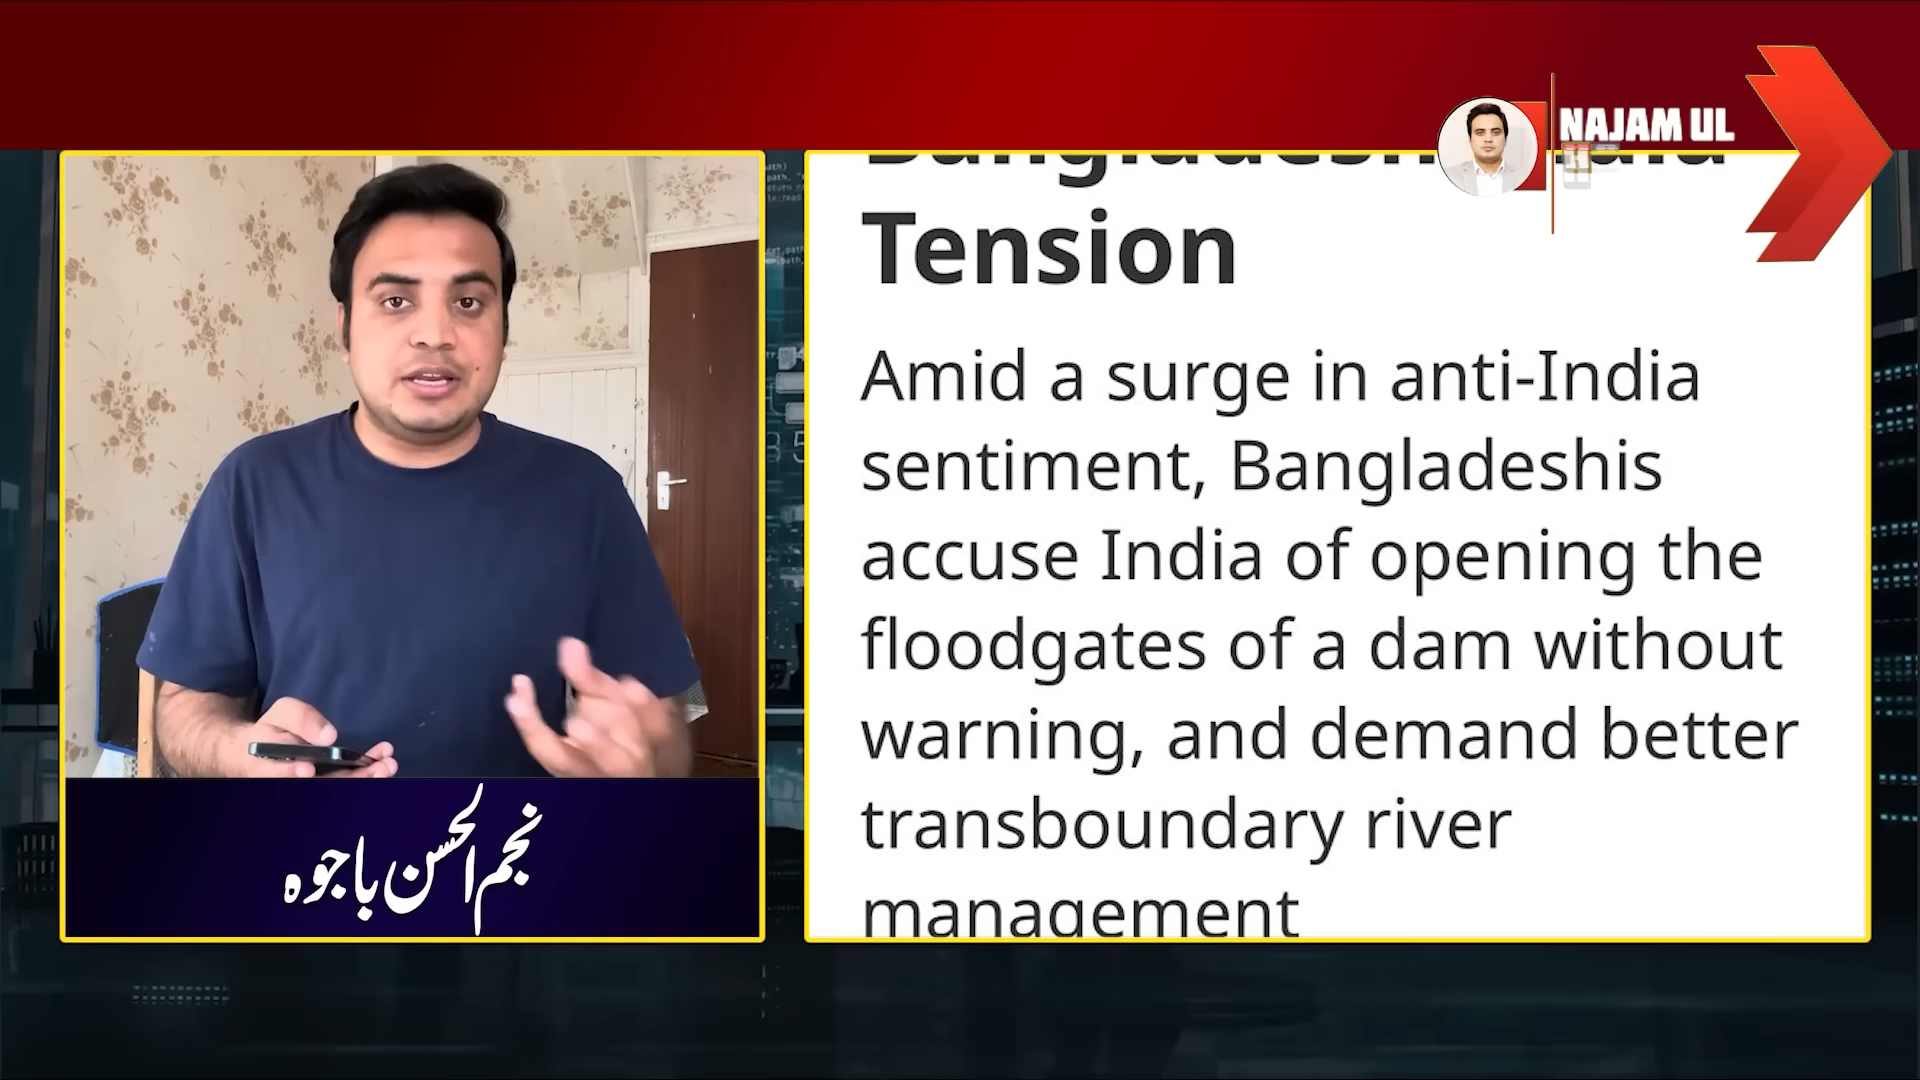 NAJAM UL
Tension
Amid a surge in anti-India
sentiment, Bangladeshis
accuse India of opening the
floodgates of a dam without
warning, and demand better
transboundary river
management
نجم الحسن باجوہ